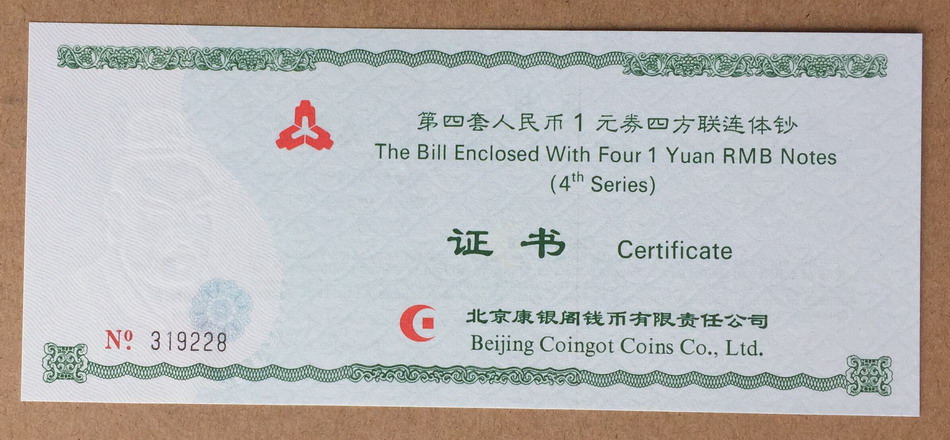 第四套人民币1元券四方联连体钞
The Bill Enclosed With Four 1 Yuan RMB Notes
(4th Series)
证书 Certificate
北京康银阁钱币有限责任公司
Beijing Coingot Coins Co., Ltd.
Nº 319228